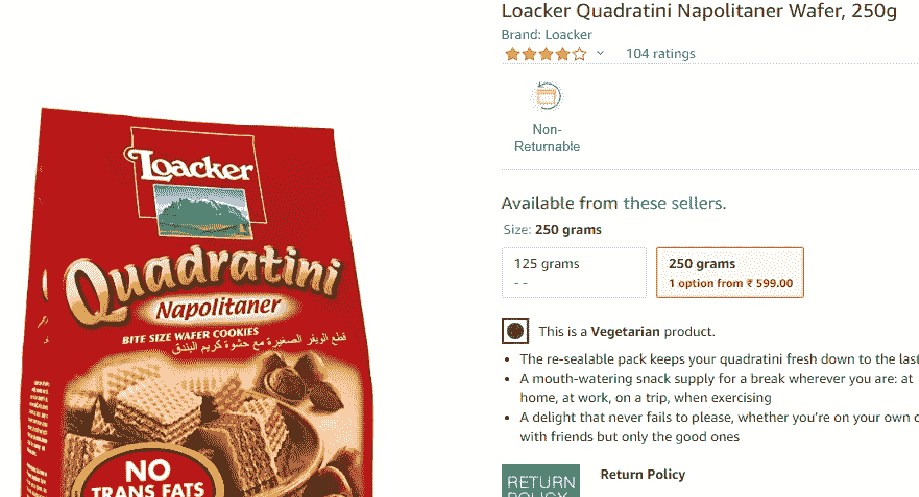 Loacker Quadratini Napolitaner Wafer, 250g
Brand: Loacker
104 ratings
Non-
Returnable
Available from these sellers.
Size: 250 grams
125 grams
250 grams
- -
1 option from ₹ 599.00
This is a Vegetarian product.
• The re-sealable pack keeps your quadratini fresh down to the last
• A mouth-watering snack supply for a break wherever you are: at
home, at work, on a trip, when exercising
• A delight that never fails to please, whether you're on your own o
with friends but only the good ones
RETURN
POLICY
Return Policy
Loacker
Quadratini
Napolitaner
BITE SIZE WAFER COOKIES
قطع الويفر الصغيرة مع حشوة كريم البندق
NO
TRANS FATS